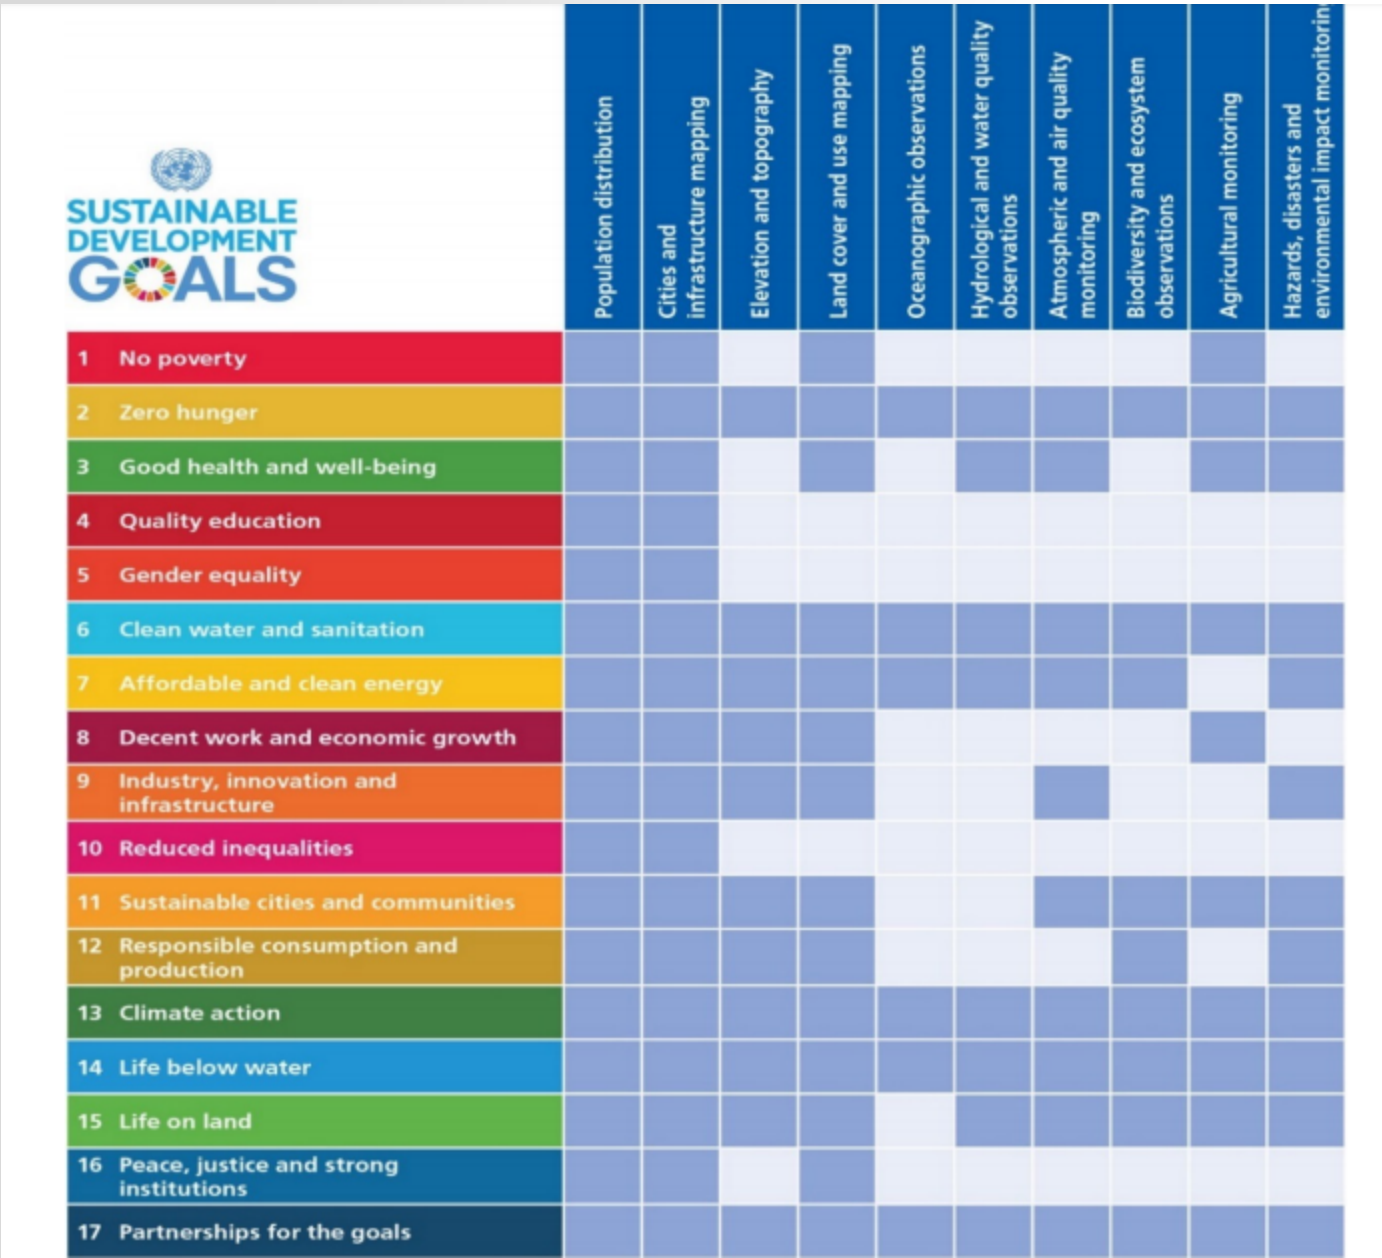 Population distribution
Cities and
infrastructure mapping
Elevation and topography
Land cover and use mapping
Oceanographic observations
Hydrological and water quality
observations
Atmospheric and air quality
monitoring
Biodiversity and ecosystem
observations
Agricultural monitoring
Hazards, disasters and
environmental impact monitoring
SUSTAINABLE
DEVELOPMENT
GOALS
1 No poverty
2 Zero hunger
3 Good health and well-being
4 Quality education
5 Gender equality
6 Clean water and sanitation
7 Affordable and clean energy
8 Decent work and economic growth
9 Industry, innovation and
infrastructure
10 Reduced inequalities
11 Sustainable cities and communities
12 Responsible consumption and
production
13 Climate action
14 Life below water
15 Life on land
16 Peace, justice and strong
institutions
17 Partnerships for the goals